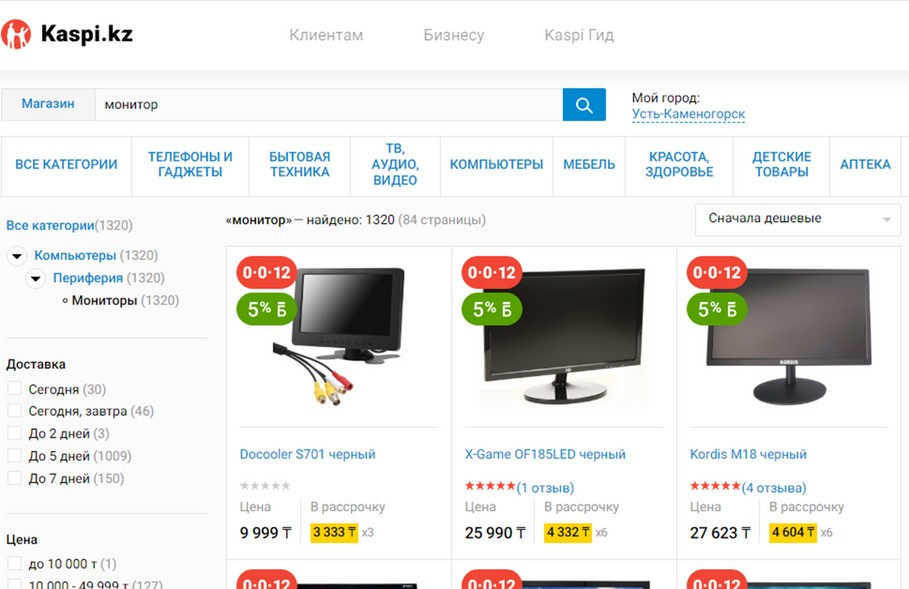 Kaspi.kz
Клиентам Бизнесу Kaspi Гид
Магазин монитор
Мой город:
Усть-Каменогорск
ВСЕ КАТЕГОРИИ
ТЕЛЕФОНЫ И
ГАДЖЕТЫ
БЫТОВАЯ
ТЕХНИКА
ТВ,
АУДИО,
ВИДЕО
КОМПЬЮТЕРЫ
МЕБЕЛЬ
КРАСОТА,
ЗДОРОВЬЕ
ДЕТСКИЕ
ТОВАРЫ
АПТЕКА
Все категории(1320)
Компьютеры (1320)
Периферия (1320)
Мониторы (1320)
Доставка
Сегодня (30)
Сегодня, завтра (46)
До 2 дней (3)
До 5 дней (1009)
До 7 дней (150)
Цена
до 10 000 т (1)
10 000 - 49 999 т (127)
«монитор» — найдено: 1320 (84 страницы)
Сначала дешевые
0·0·12
5% Б
Docooler S701 черный
Цена В рассрочку
9 999 ₸ 3 333 ₸ x3
0·0·12
5% Б
X-Game OF185LED черный
(1 отзыв)
Цена В рассрочку
25 990 ₸ 4 332 ₸ x6
0·0·12
5% Б
KORDIS
Kordis M18 черный
(4 отзыва)
Цена В рассрочку
27 623 ₸ 4 604 ₸ x6
0·0·12
0·0·12
0·0·12